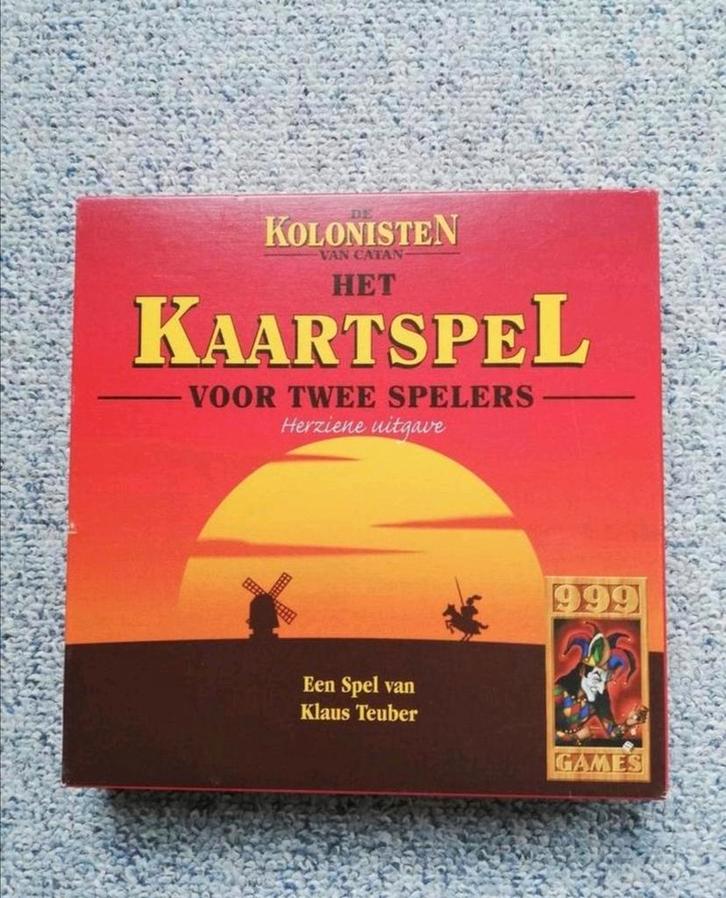 DE
KOLONISTEN
VAN CATAN
HET
KAARTSPEL
VOOR TWEE SPELERS
Herziene uitgave
Een Spel van
Klaus Teuber
999
GAMES